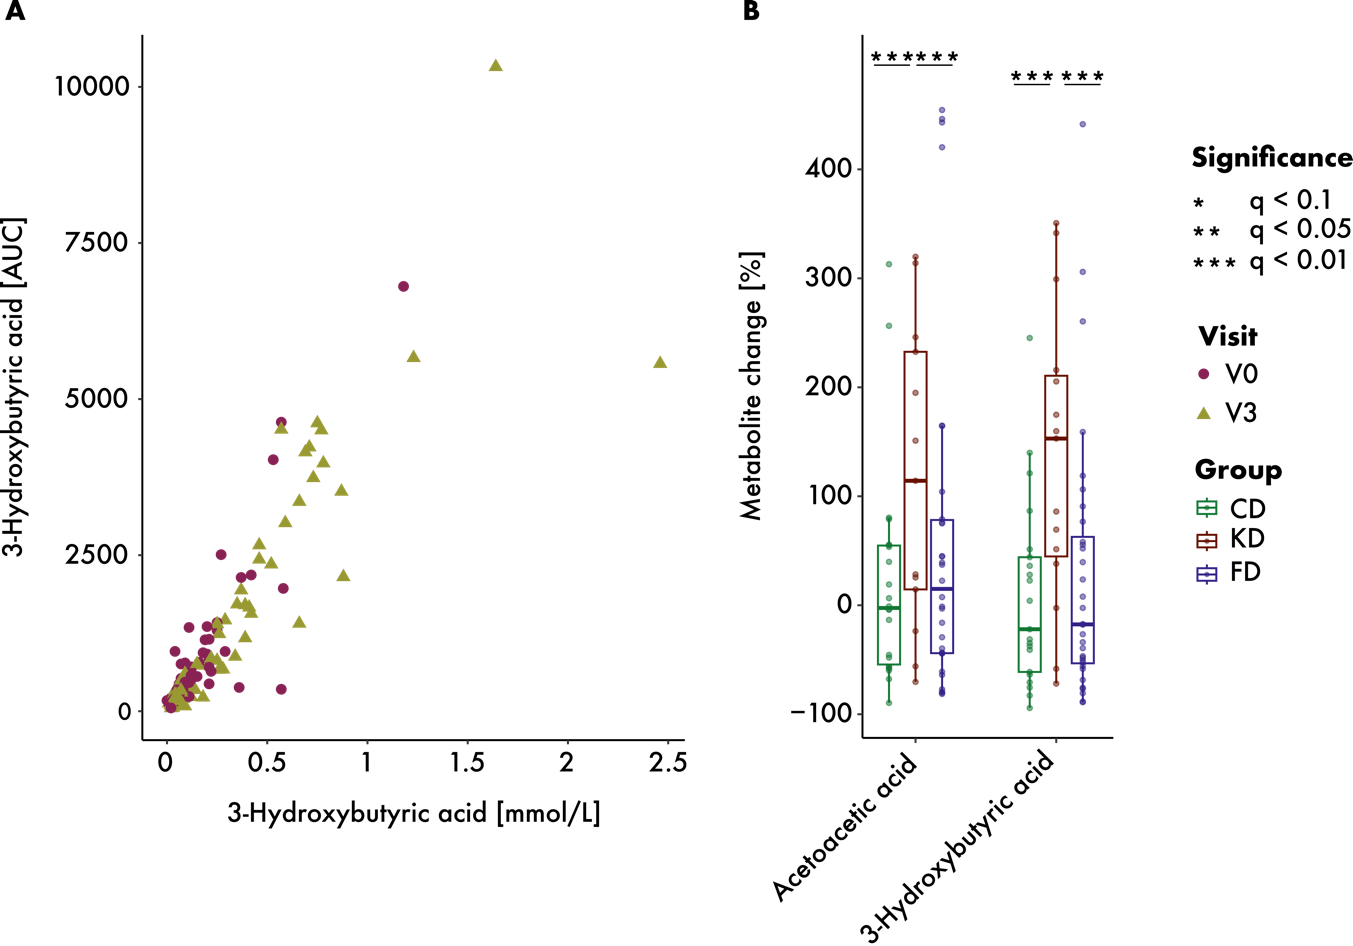 A
10000
7500
5000
2500
0
3-Hydroxybutyric acid [AUC]
0 0.5 1 1.5 2 2.5
3-Hydroxybutyric acid [mmol/L]
B
*** ***
*** ***
400
300
200
100
0
−100
Metabolite change [%]
Acetoacetic acid
3-Hydroxybutyric acid
Significance
* q < 0.1
** q < 0.05
*** q < 0.01
Visit
V0
V3
Group
CD
KD
FD